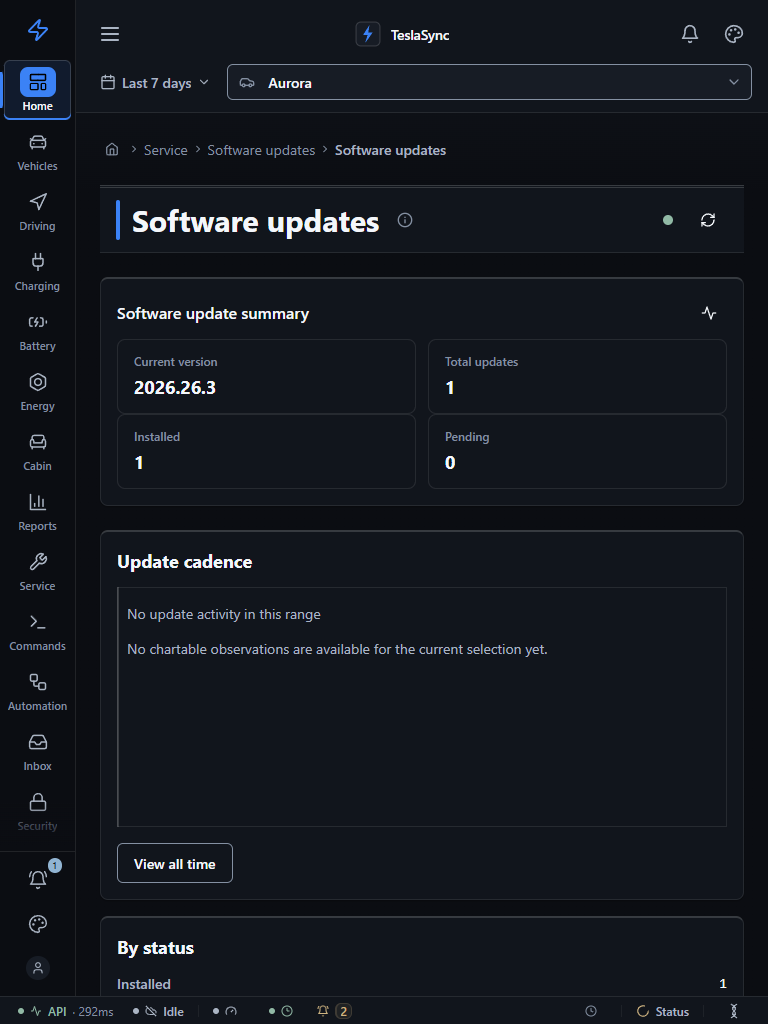 TeslaSync
Last 7 days
Aurora
Home
Vehicles
Driving
Charging
Battery
Energy
Cabin
Reports
Service
Commands
Automation
Inbox
Security
1
Service > Software updates > Software updates
Software updates
Software update summary
Current version
2026.26.3
Total updates
1
Installed
1
Pending
0
Update cadence
No update activity in this range
No chartable observations are available for the current selection yet.
View all time
By status
Installed 1
API · 292ms
Idle
2
Status